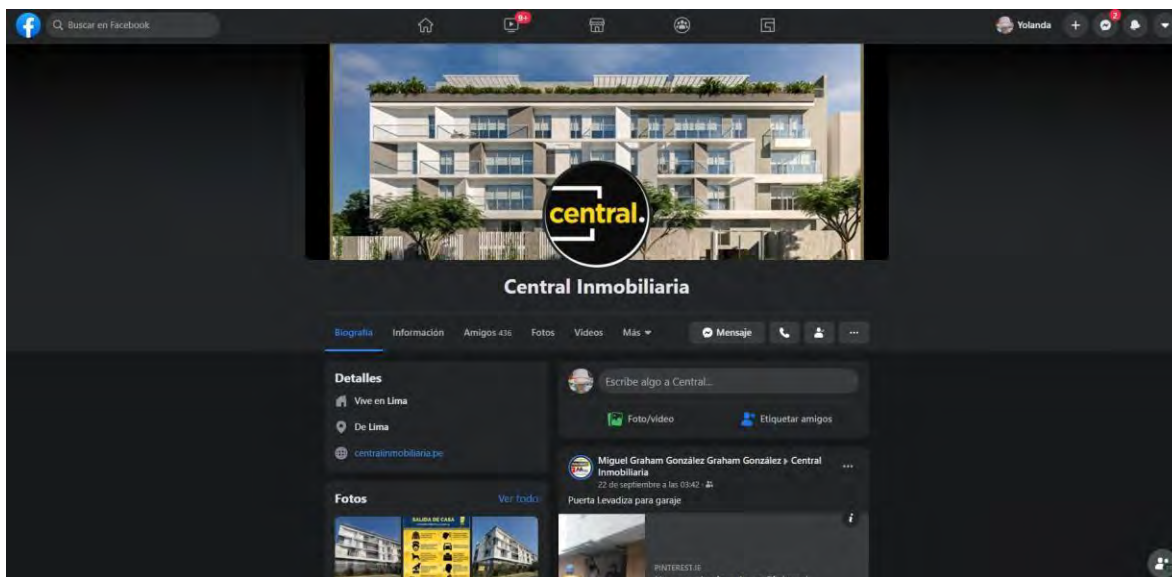 Buscar en Facebook
9+
Yolanda
2
central.
Central Inmobiliaria
Biografía Información Amigos 436 Fotos Videos Más Mensaje
Detalles
Vive en Lima
De Lima
centralinmobiliaria.pe
Fotos Ver todo
SALIDA DE CASA
Escribe algo a Central...
Foto/video Etiquetar amigos
Miguel Graham González Graham González ▸ Central
Inmobiliaria
22 de septiembre a las 03:42
Puerta Levadiza para garaje
PINTEREST.IE